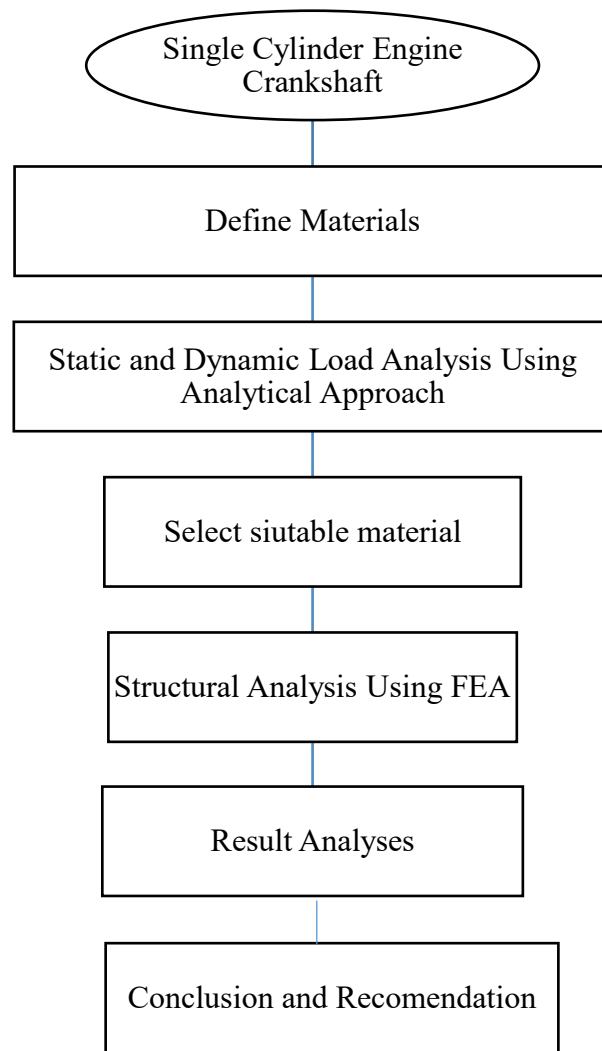 Single Cylinder Engine
Crankshaft
Define Materials
Static and Dynamic Load Analysis Using
Analytical Approach
Select siutable material
Structural Analysis Using FEA
Result Analyses
Conclusion and Recomendation